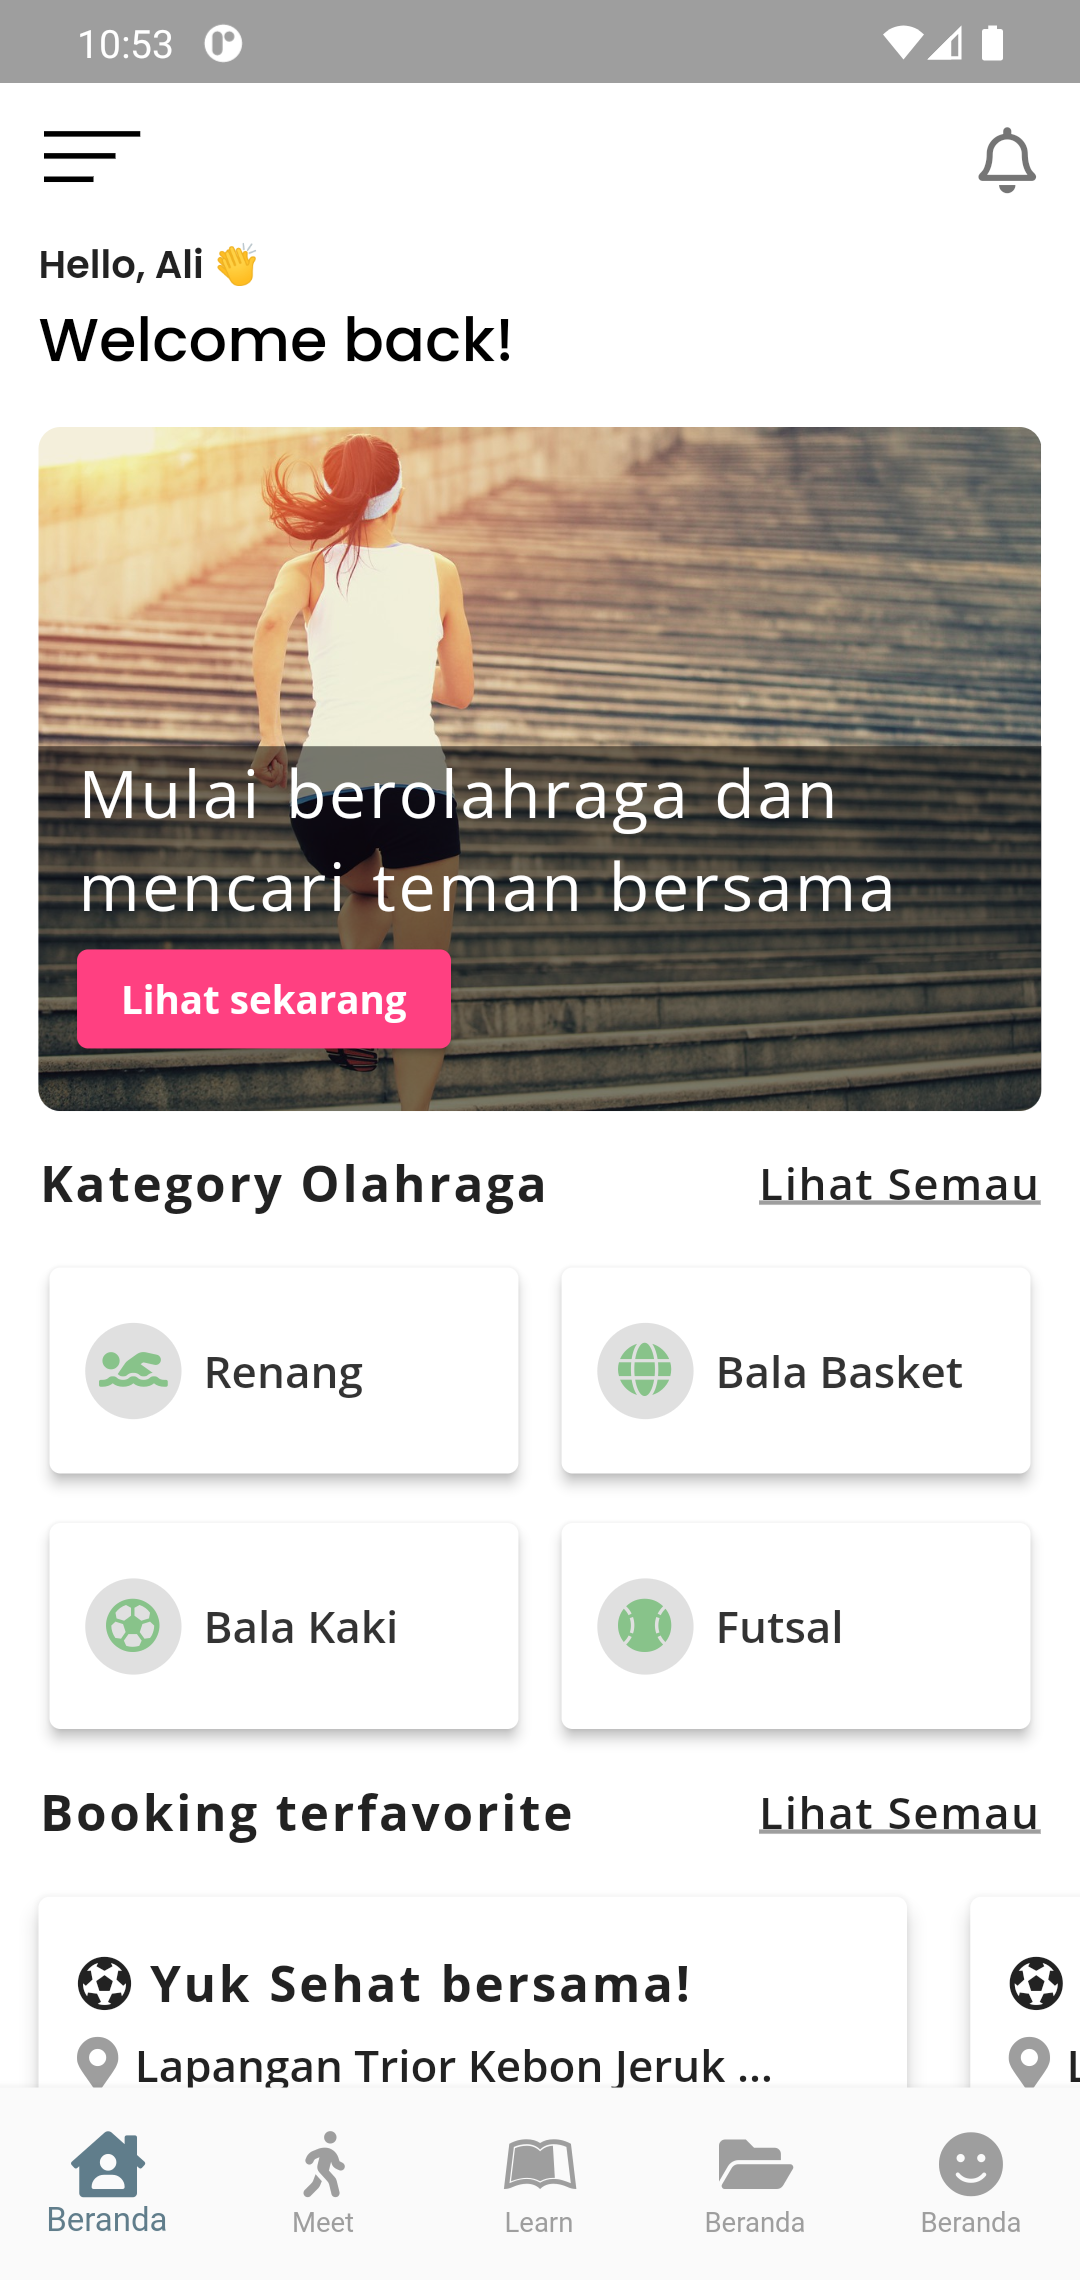 10:53
Hello, Ali 👏
Welcome back!
Mulai berolahraga dan
mencari teman bersama
Lihat sekarang
Kategory Olahraga
Lihat Semau
Renang
Bala Basket
Bala Kaki
Futsal
Booking terfavorite
Lihat Semau
Yuk Sehat bersama!
Lapangan Trior Kebon Jeruk ...
Beranda
Meet
Learn
Beranda
Beranda